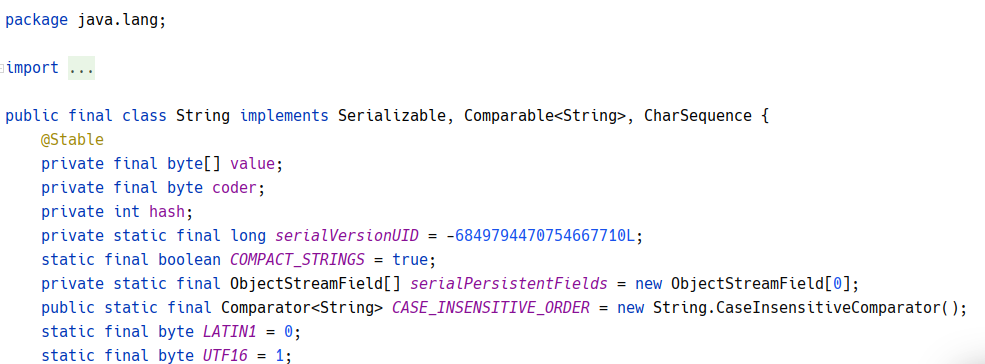 package java.lang;
import ...
public final class String implements Serializable, Comparable<String>, CharSequence {
@Stable
private final byte[] value;
private final byte coder;
private int hash;
private static final long serialVersionUID = -6849794470754667710L;
static final boolean COMPACT_STRINGS = true;
private static final ObjectStreamField[] serialPersistentFields = new ObjectStreamField[0];
public static final Comparator<String> CASE_INSENSITIVE_ORDER = new String.CaseInsensitiveComparator();
static final byte LATIN1 = 0;
static final byte UTF16 = 1;